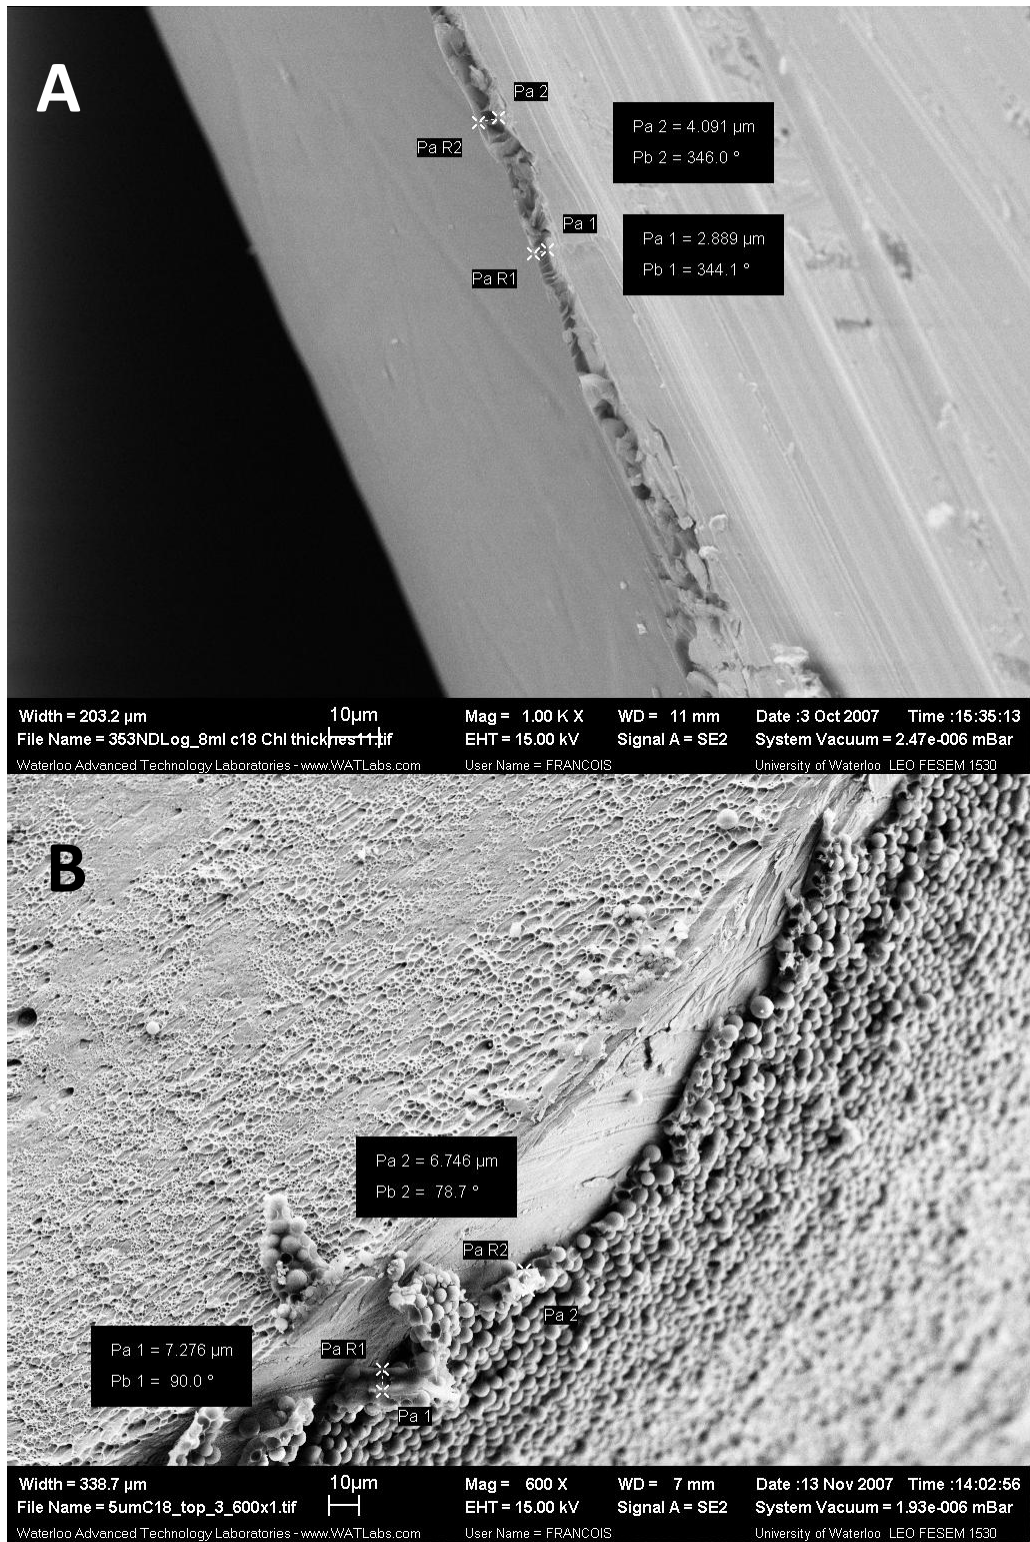 A
Pa 2
Pa R2
Pa 2 = 4.091 µm
Pb 2 = 346.0 °
Pa 1
Pa R1
Pa 1 = 2.889 µm
Pb 1 = 344.1 °
Width = 203.2 µm
10µm
Mag = 1.00 K X
WD = 11 mm
Date :3 Oct 2007
Time :15:35:13
File Name = 353NDLog_8ml c18 Chl thicknes11.tif
EHT = 15.00 kV
Signal A = SE2
System Vacuum = 2.47e-006 mBar
Waterloo Advanced Technology Laboratories - www.WATLabs.com
User Name = FRANCOIS
University of Waterloo LEO FESEM 1530
B
Pa 2 = 6.746 µm
Pb 2 = 78.7 °
Pa R2
Pa 2
Pa 1 = 7.276 µm
Pb 1 = 90.0 °
Pa R1
Pa 1
Width = 338.7 µm
10µm
Mag = 600 X
WD = 7 mm
Date :13 Nov 2007
Time :14:02:56
File Name = 5umC18_top_3_600x1.tif
EHT = 15.00 kV
Signal A = SE2
System Vacuum = 1.93e-006 mBar
Waterloo Advanced Technology Laboratories - www.WATLabs.com
User Name = FRANCOIS
University of Waterloo LEO FESEM 1530